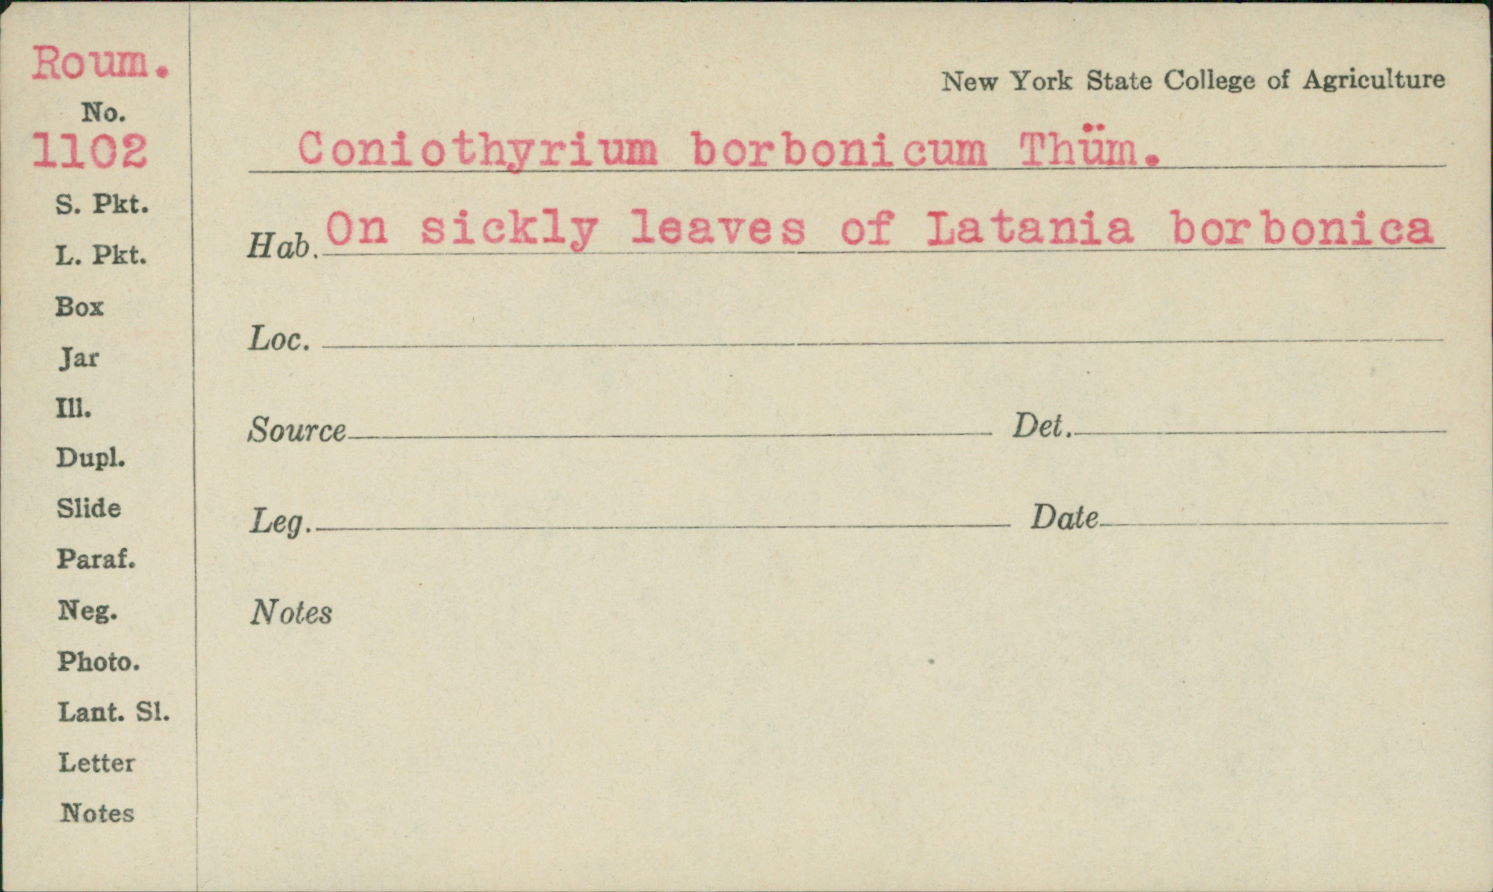 Roum.
No.
1102
S. Pkt.
L. Pkt.
Box
Jar
Ill.
Dupl.
Slide
Paraf.
Neg.
Photo.
Lant. Sl.
Letter
Notes
New York State College of Agriculture
Coniothyrium borbonicum Thüm.
Hab. On sickly leaves of Latania borbonica
Loc.
Source Det.
Leg. Date
Notes